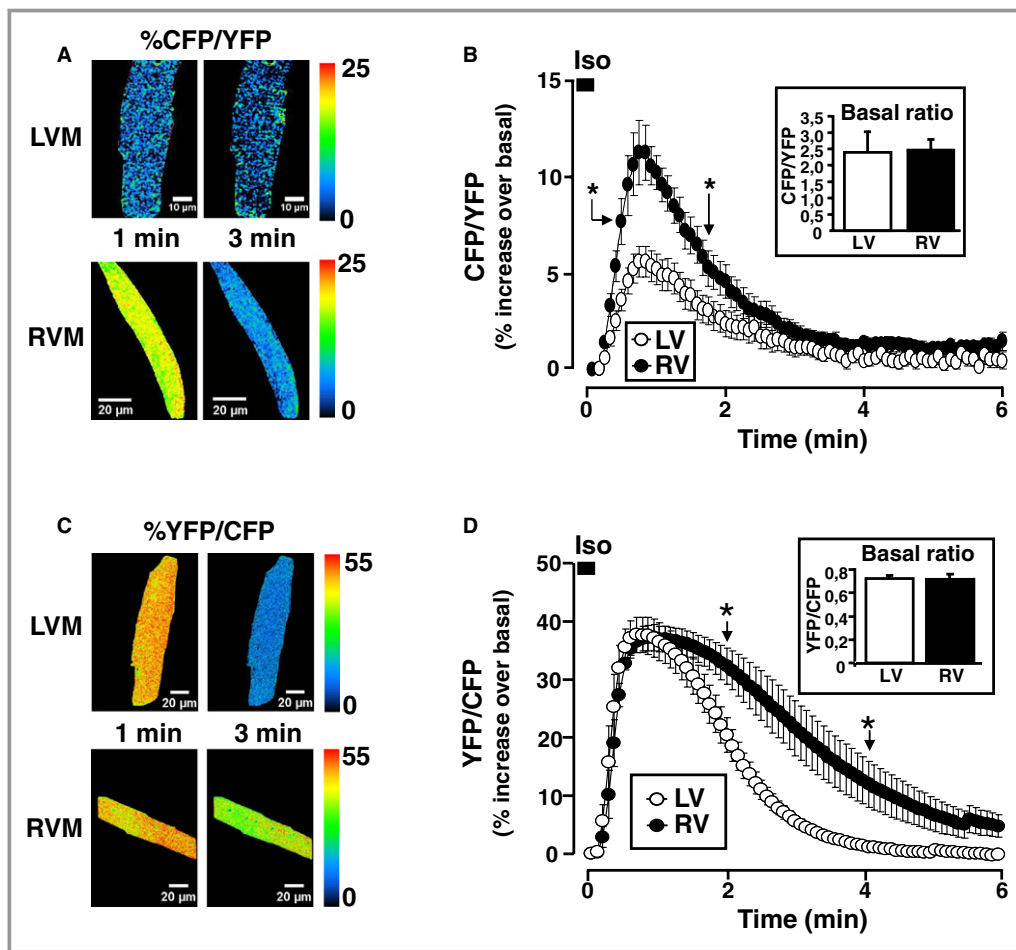 A
%CFP/YFP
LVM
25
0
10 µm
10 µm
1 min
3 min
RVM
25
0
20 µm
20 µm
B
Iso
CFP/YFP
(% increase over basal)
15
10
5
0
*
*
LV
RV
0
2
4
6
Time (min)
Basal ratio
CFP/YFP
3,5
3,0
2,5
2,0
1,5
1,0
0,5
0
LV
RV
C
%YFP/CFP
LVM
55
0
20 µm
20 µm
1 min
3 min
RVM
55
0
20 µm
20 µm
D
Iso
YFP/CFP
(% increase over basal)
50
40
30
20
10
0
*
*
LV
RV
0
2
4
6
Time (min)
Basal ratio
YFP/CFP
0,8
0,6
0,4
0,2
0
LV
RV